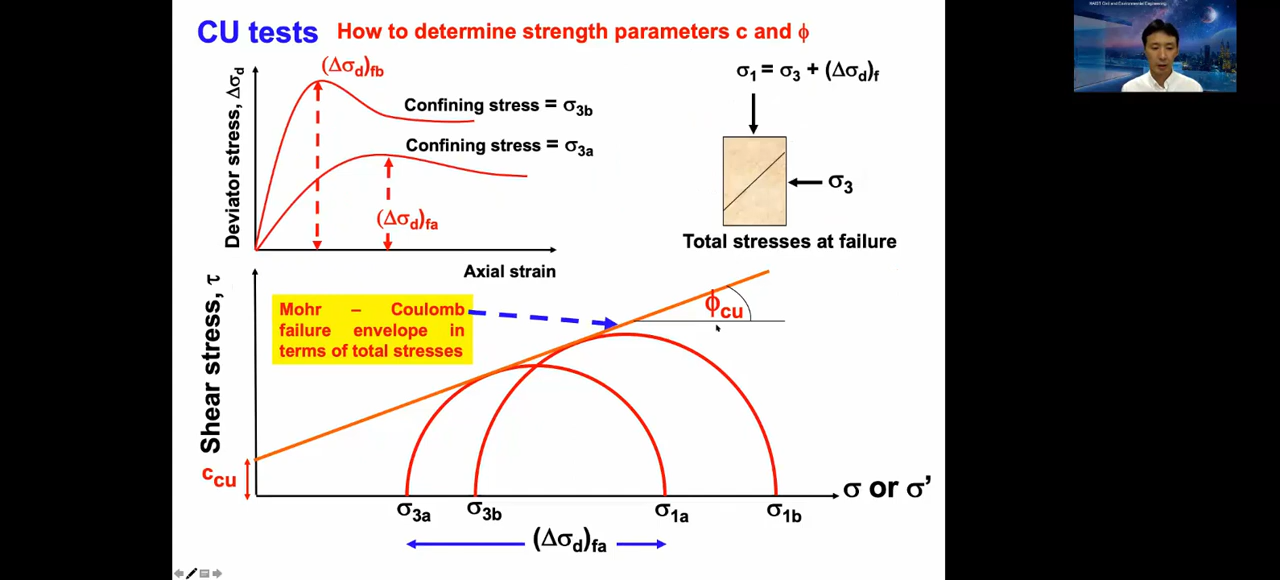 CU tests How to determine strength parameters c and ϕ
(Δσd)fb
Deviator stress, Δσd
Confining stress = σ3b
Confining stress = σ3a
(Δσd)fa
Axial strain
σ1 = σ3 + (Δσd)f
σ3
Total stresses at failure
Shear stress, τ
Mohr – Coulomb
failure envelope in
terms of total stresses
ϕcu
ccu
σ or σ’
σ3a σ3b σ1a σ1b
(Δσd)fa